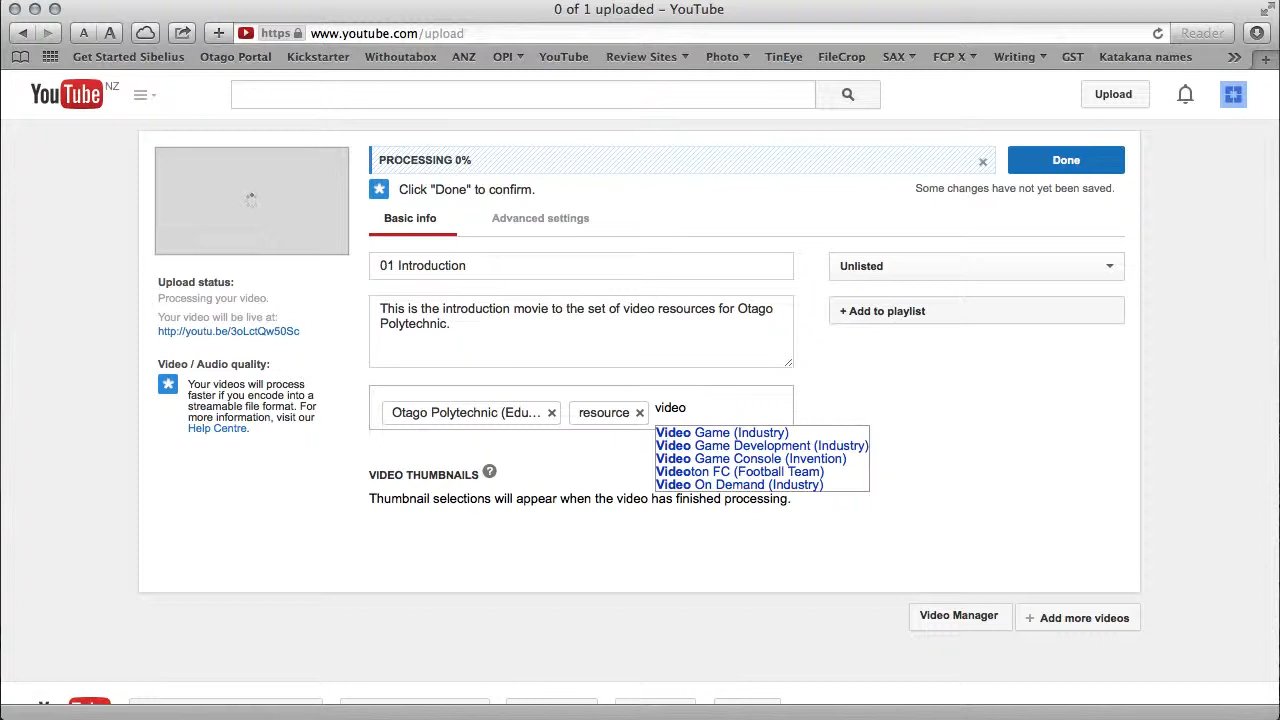 0 of 1 uploaded – YouTube
A A https www.youtube.com/upload Reader
Get Started Sibelius Otago Portal Kickstarter Withoutabox ANZ OPI YouTube Review Sites Photo TinEye FileCrop SAX FCP X Writing GST Katakana names
YouTube NZ Upload
PROCESSING 0% Done
Click "Done" to confirm. Some changes have not yet been saved.
Basic info Advanced settings
01 Introduction Unlisted
This is the introduction movie to the set of video resources for Otago
Polytechnic.
+ Add to playlist
Upload status:
Processing your video.
Your video will be live at:
http://youtu.be/3oLctQw50Sc
Video / Audio quality:
Your videos will process
faster if you encode into a
streamable file format. For
more information, visit our
Help Centre.
Otago Polytechnic (Edu... resource video
Video Game (Industry)
Video Game Development (Industry)
Video Game Console (Invention)
Videoton FC (Football Team)
Video On Demand (Industry)
VIDEO THUMBNAILS ?
Thumbnail selections will appear when the video has finished processing.
Video Manager + Add more videos